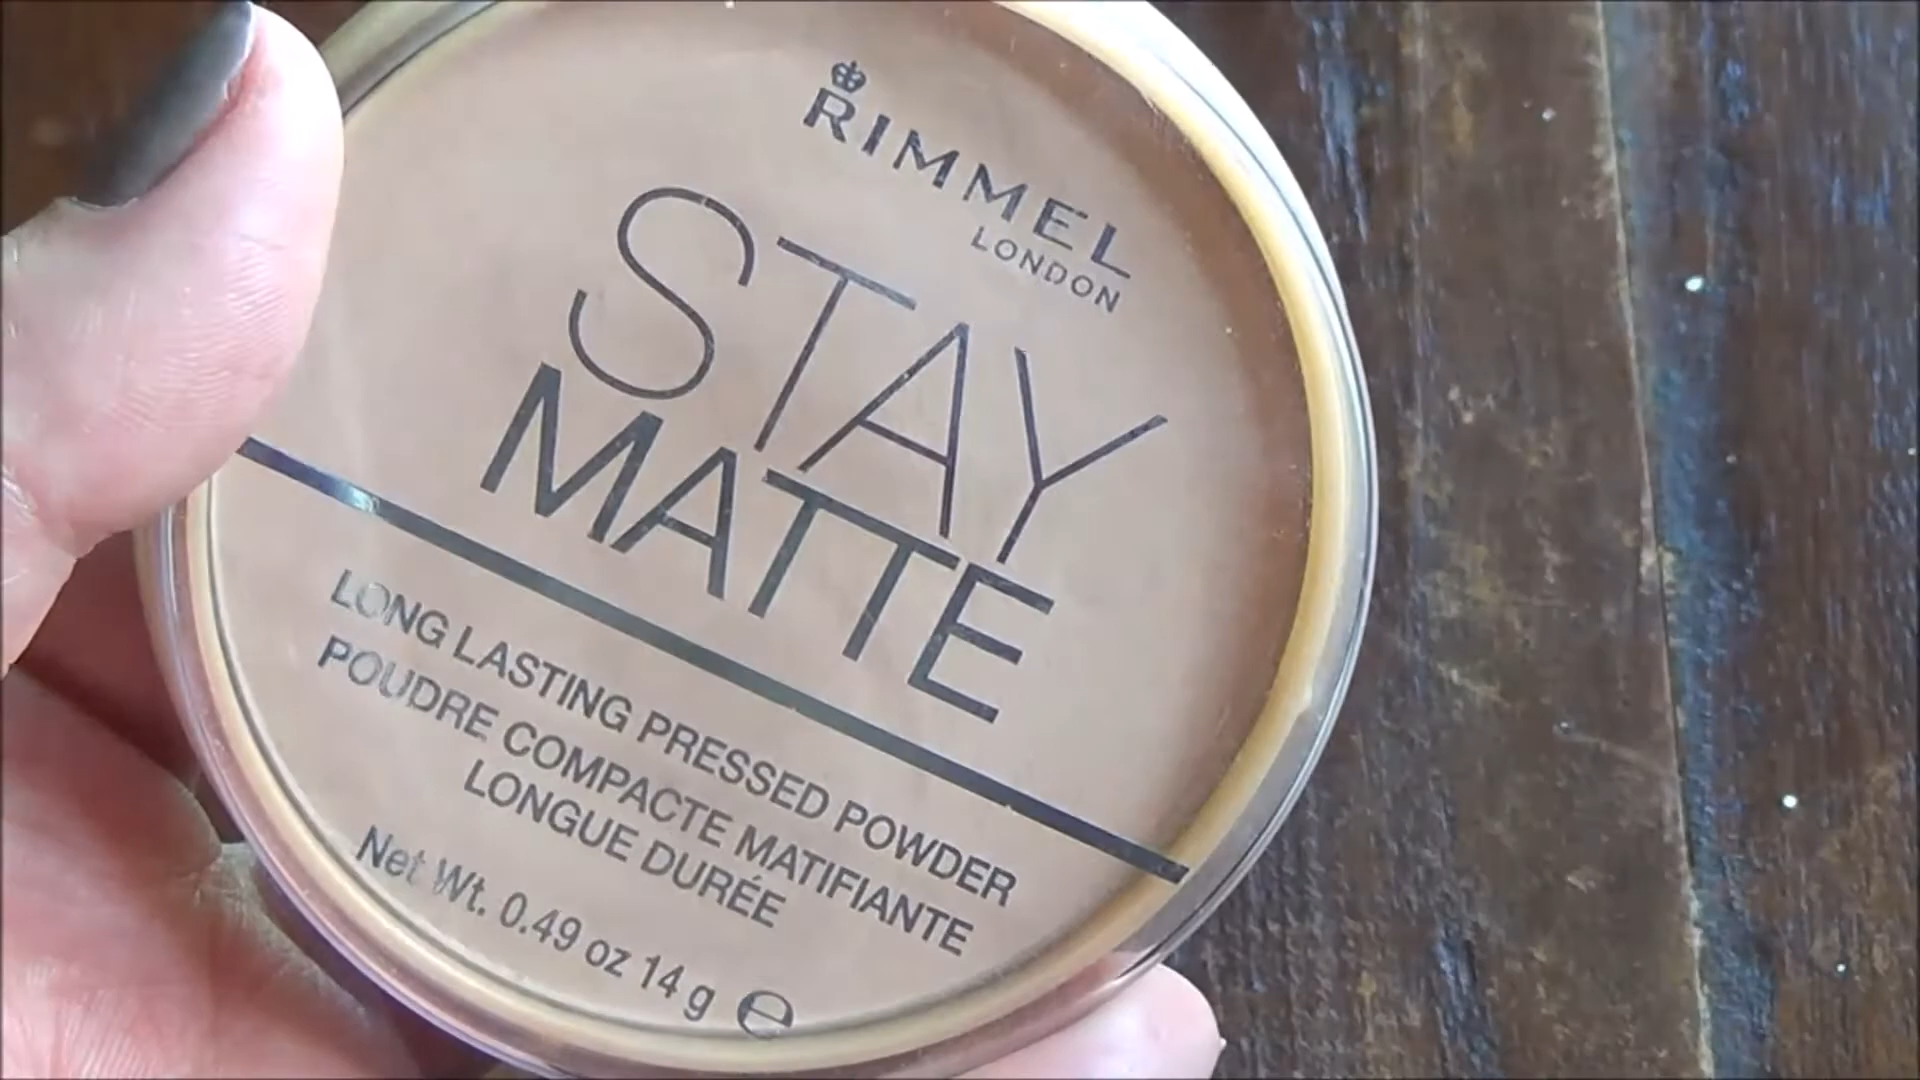 RIMMEL
LONDON
STAY
MATTE
LONG LASTING PRESSED POWDER
POUDRE COMPACTE MATIFIANTE
LONGUE DURÉE
Net Wt. 0.49 oz 14 g ℮